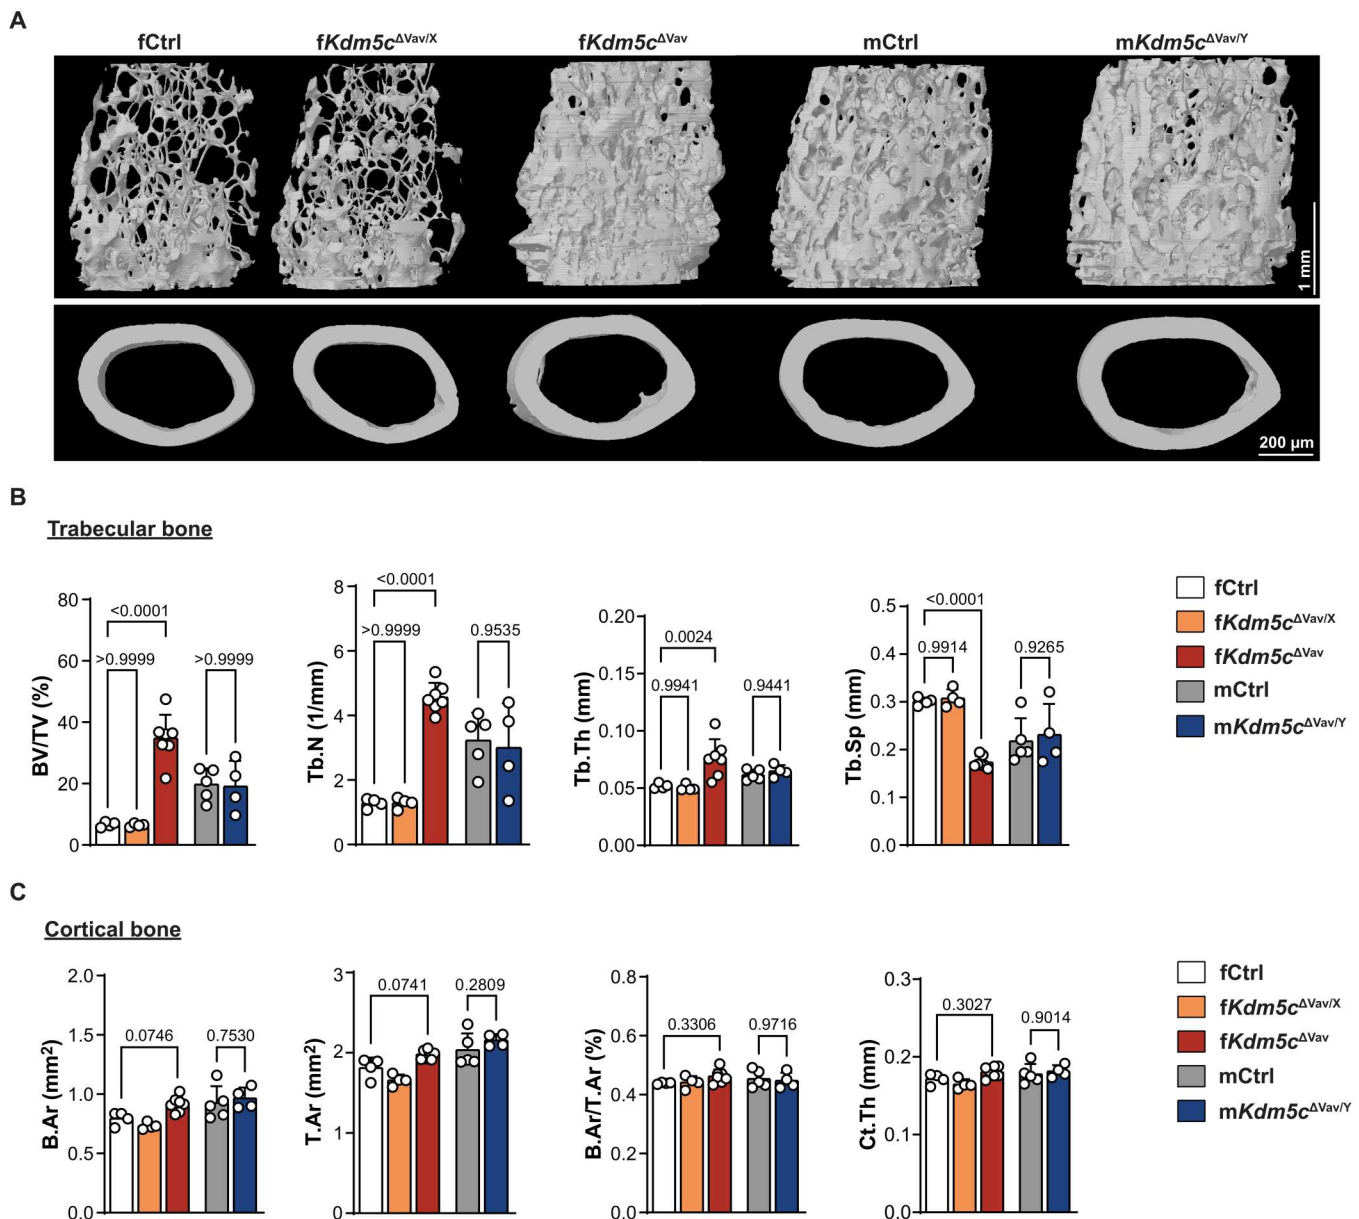 A
fCtrl fKdm5cΔVav/X fKdm5cΔVav mCtrl mKdm5cΔVav/Y
1 mm
200 µm
B
Trabecular bone
BV/TV (%)
80
60
40
20
0
<0.0001
>0.9999
>0.9999
Tb.N (1/mm)
8
6
4
2
0
<0.0001
>0.9999
0.9535
Tb.Th (mm)
0.20
0.15
0.10
0.05
0.00
0.0024
0.9941
0.9441
Tb.Sp (mm)
0.5
0.4
0.3
0.2
0.1
0.0
<0.0001
0.9914
0.9265
fCtrl
fKdm5cΔVav/X
fKdm5cΔVav
mCtrl
mKdm5cΔVav/Y
C
Cortical bone
B.Ar (mm²)
2.0
1.5
1.0
0.5
0.0
0.0746
0.7530
T.Ar (mm²)
3
2
1
0
0.0741
0.2809
B.Ar/T.Ar (%)
0.8
0.6
0.4
0.2
0.0
0.3306
0.9716
Ct.Th (mm)
0.3
0.2
0.1
0.0
0.3027
0.9014
fCtrl
fKdm5cΔVav/X
fKdm5cΔVav
mCtrl
mKdm5cΔVav/Y